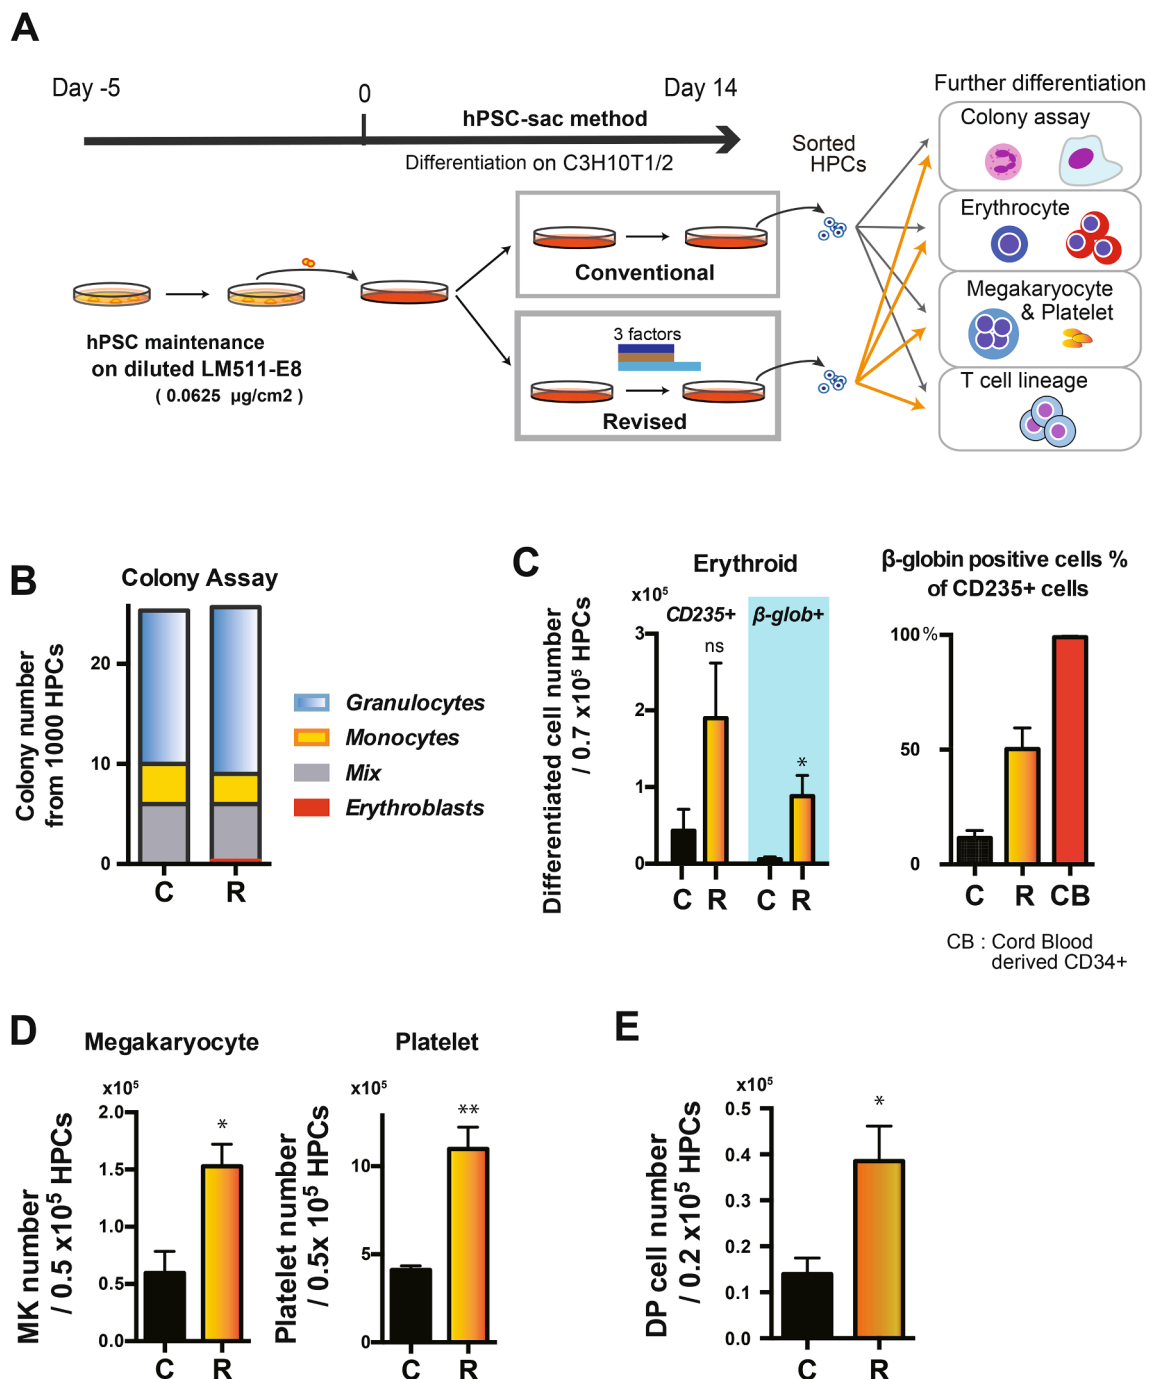 A
Day -5
0
Day 14
hPSC-sac method
Differentiation on C3H10T1/2
hPSC maintenance
on diluted LM511-E8
( 0.0625 µg/cm2 )
Conventional
3 factors
Revised
Sorted
HPCs
Further differentiation
Colony assay
Erythrocyte
Megakaryocyte
& Platelet
T cell lineage
B
Colony Assay
Colony number
from 1000 HPCs
20
10
0
C R
Granulocytes
Monocytes
Mix
Erythroblasts
C
Erythroid
Differentiated cell number
/ 0.7 x10⁵ HPCs
x10⁵
CD235+ β-glob+
3
2
1
0
ns
*
C R C R
β-globin positive cells %
of CD235+ cells
100 %
50
0
C R CB
CB : Cord Blood
derived CD34+
D
Megakaryocyte
MK number
/ 0.5 x10⁵ HPCs
x10⁵
2.0
1.5
1.0
0.5
0.0
*
C R
Platelet
Platelet number
/ 0.5x 10⁵ HPCs
x10⁵
10
5
0
**
C R
E
DP cell number
/ 0.2 x10⁵ HPCs
x10⁵
0.5
0.4
0.3
0.2
0.1
0.0
*
C R